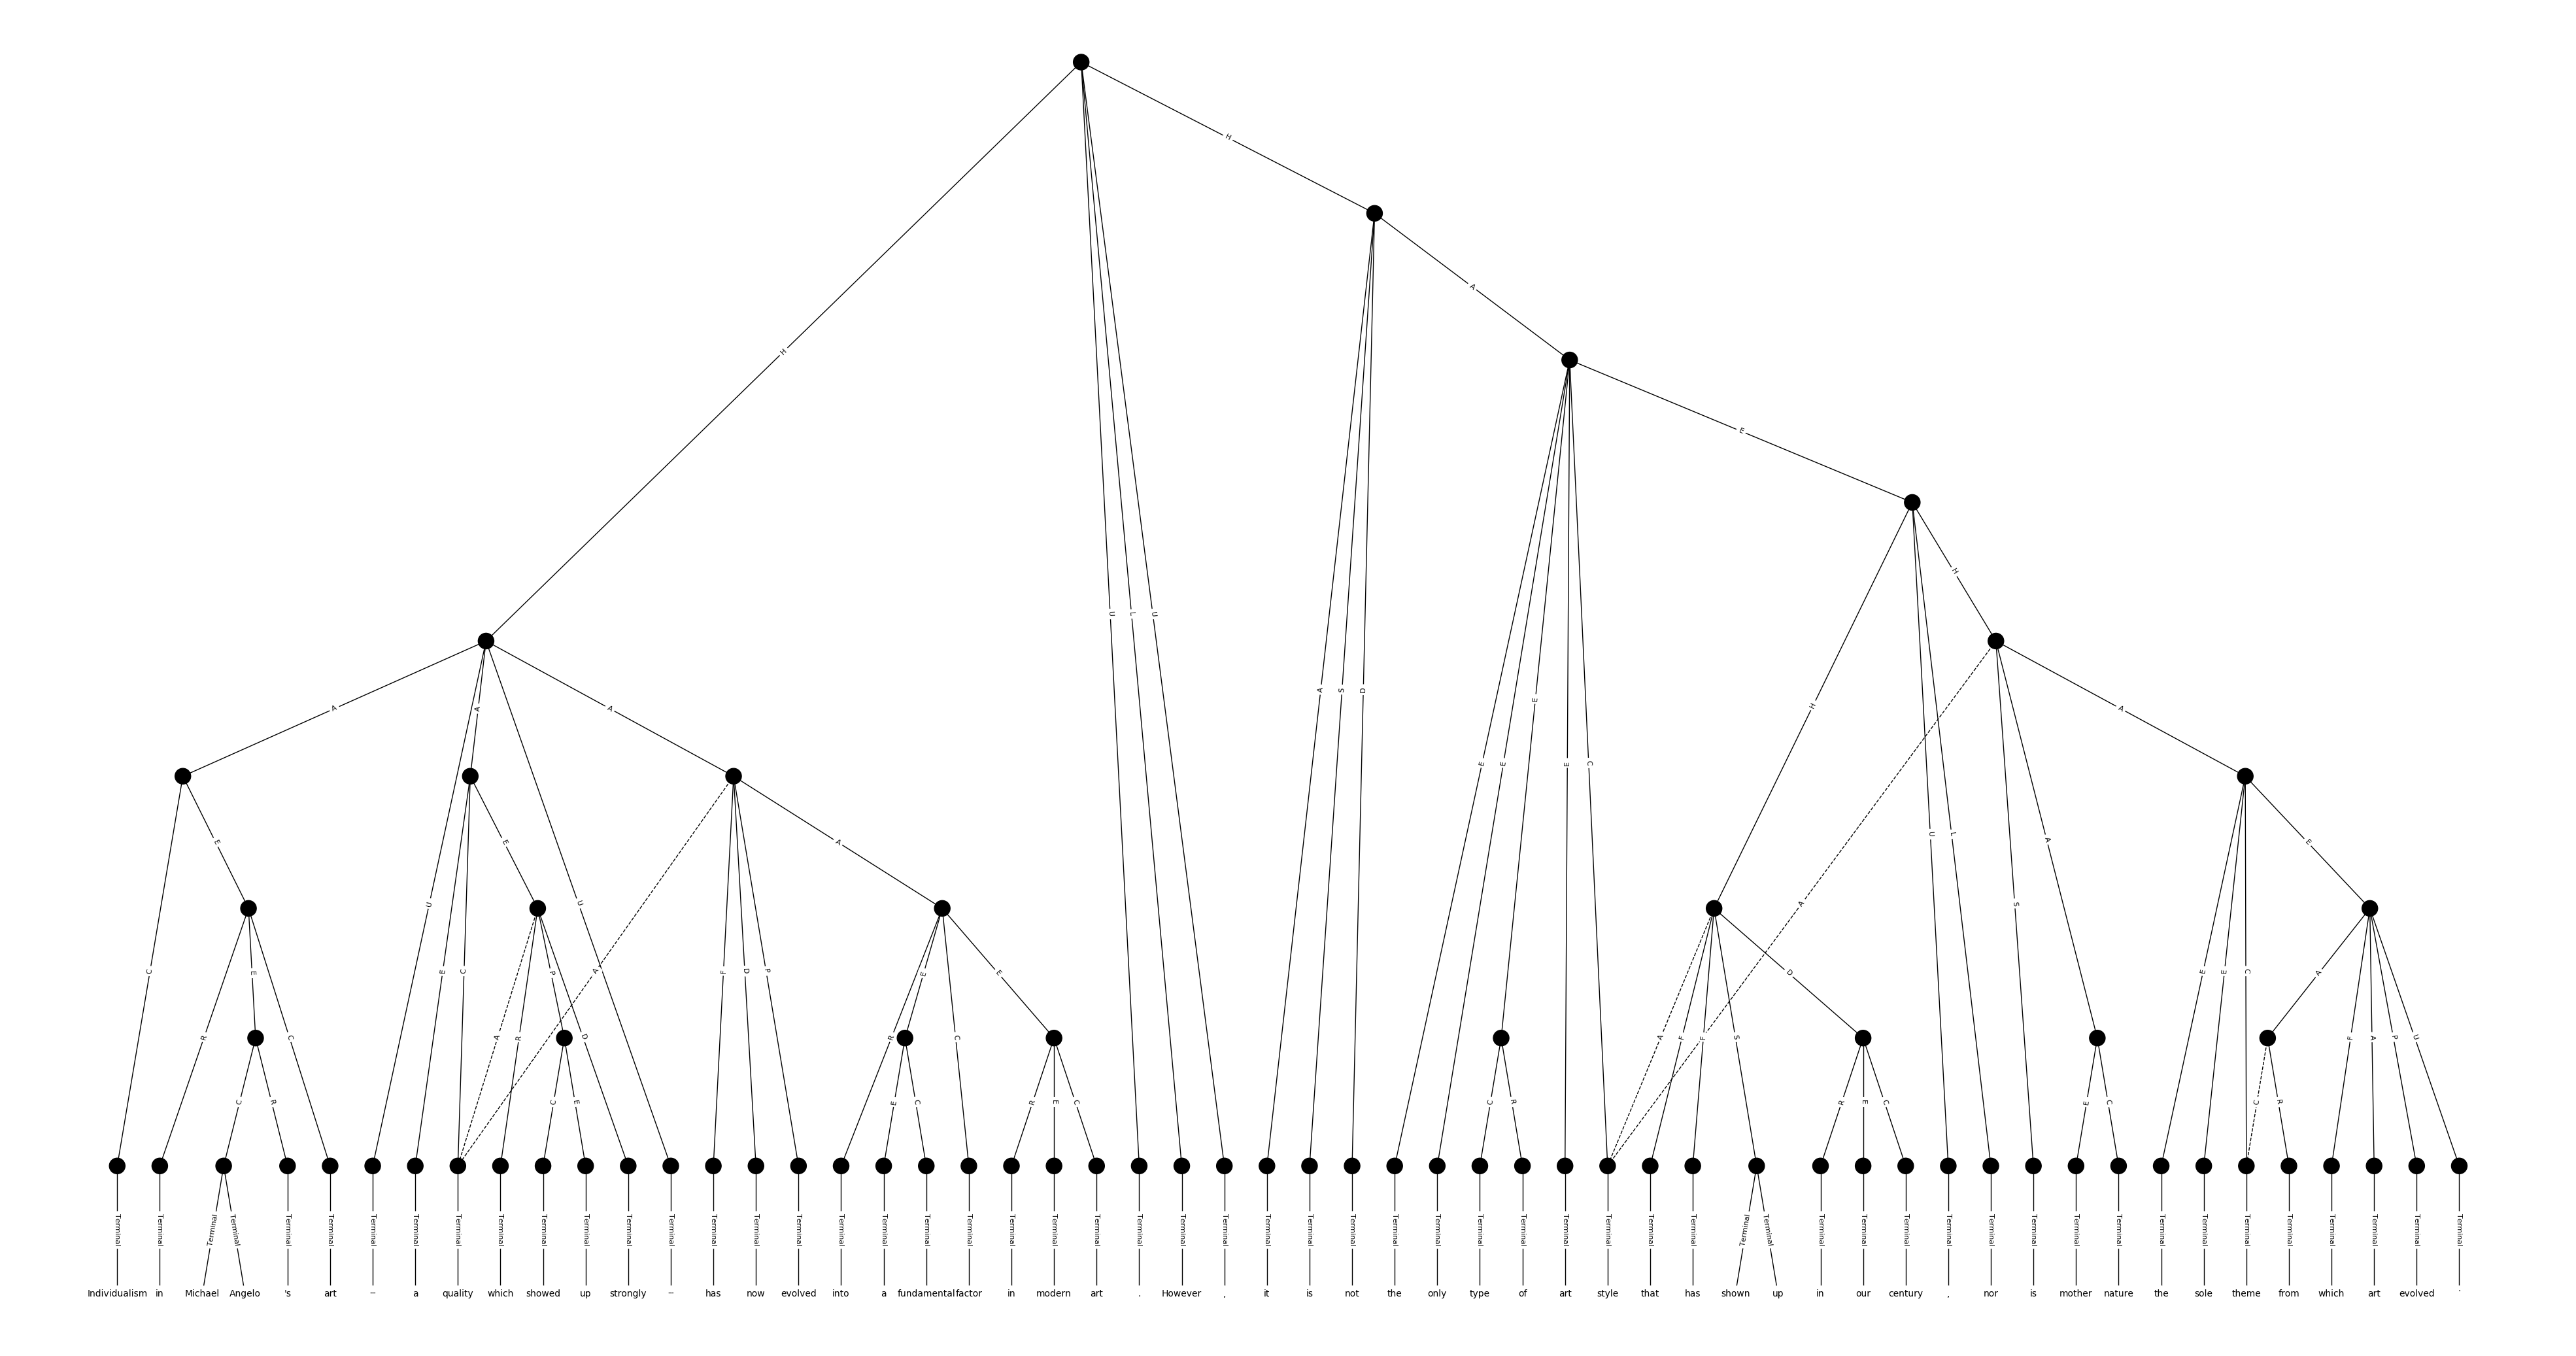 H
H
A
E
H
H
A A A
U L U
A S D
E E E E C
H U L
A S A A
C E
U E C E U
A
F D P A
R E C
A R P D
C R
C E
R E C E
E C
R E C
C R
A F F S D
R E C
E C
E E C E
A F A P U
C R
Terminal Terminal Terminal Terminal Terminal Terminal Terminal Terminal Terminal Terminal Terminal Terminal Terminal Terminal Terminal Terminal Terminal Terminal Terminal Terminal Terminal Terminal Terminal Terminal Terminal Terminal Terminal Terminal Terminal Terminal Terminal Terminal Terminal Terminal Terminal Terminal Terminal Terminal Terminal Terminal Terminal Terminal Terminal Terminal Terminal Terminal Terminal Terminal Terminal Terminal Terminal Terminal Terminal Terminal Terminal Terminal
Individualism in Michael Angelo 's art -- a quality which showed up strongly -- has now evolved into a fundamental factor in modern art . However , it is not the only type of art style that has shown up in our century , nor is mother nature the sole theme from which art evolved .